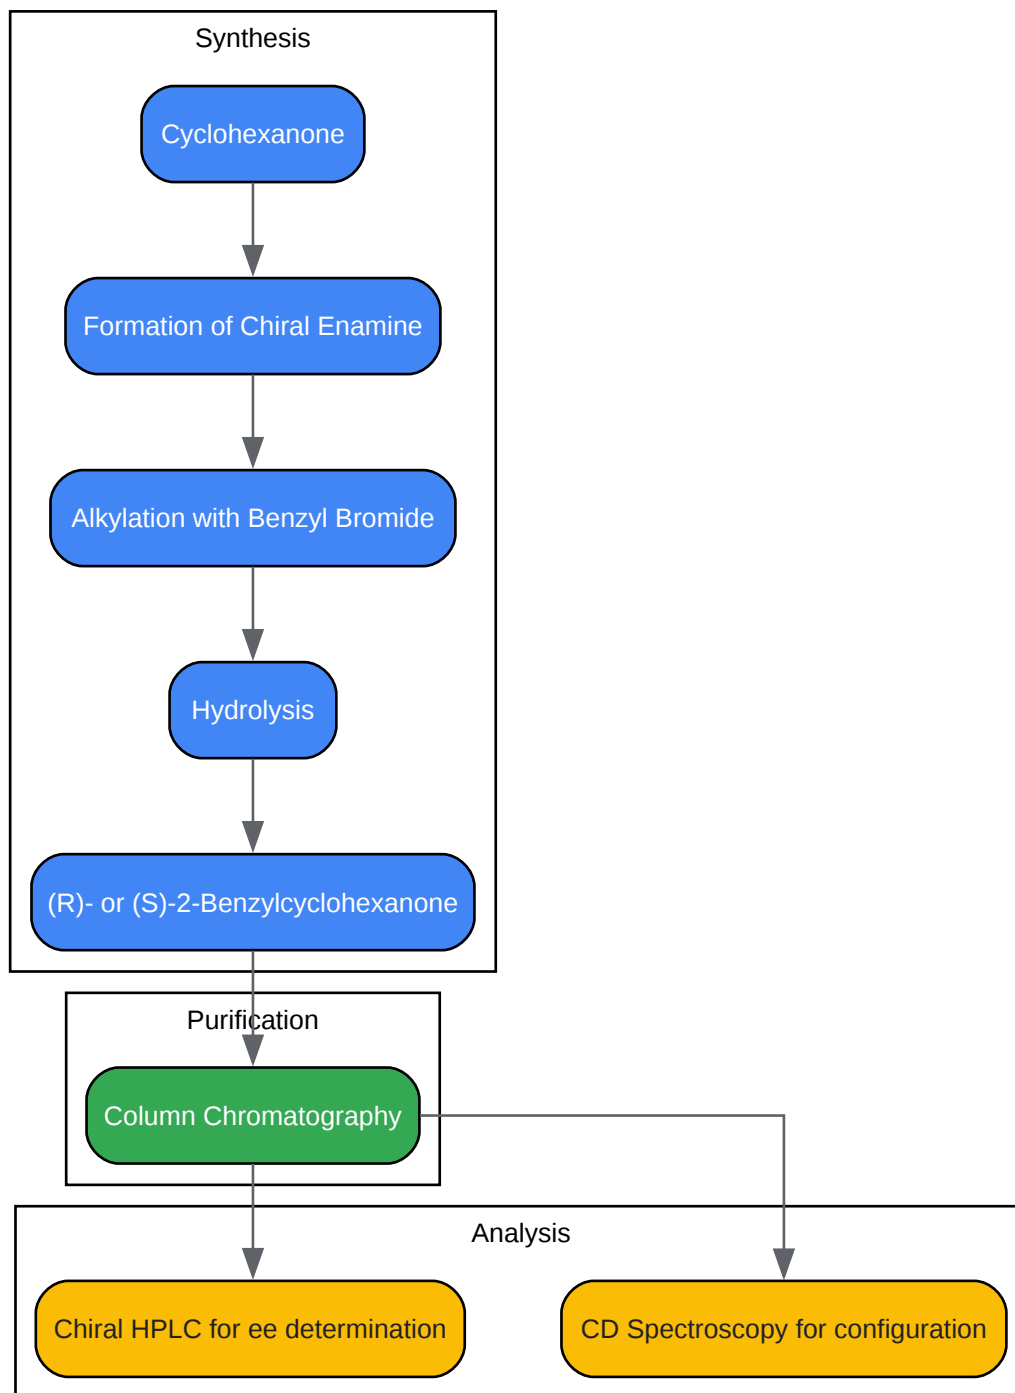 Synthesis
Cyclohexanone
Formation of Chiral Enamine
Alkylation with Benzyl Bromide
Hydrolysis
(R)- or (S)-2-Benzylcyclohexanone
Purification
Column Chromatography
Analysis
Chiral HPLC for ee determination
CD Spectroscopy for configuration